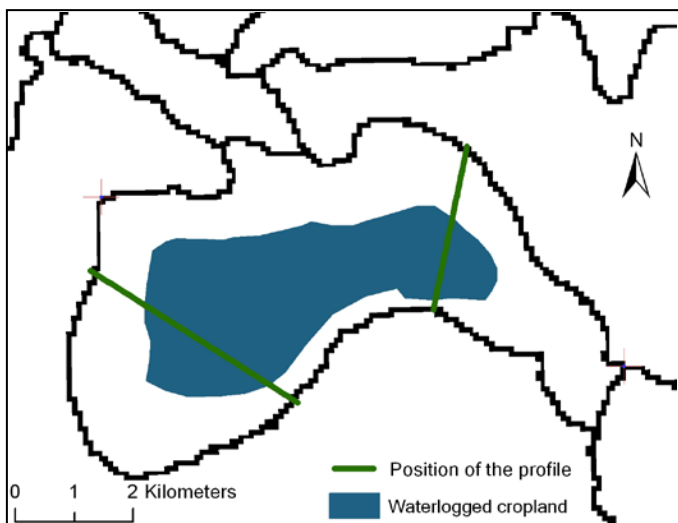 N
Position of the profile
0 1 2 Kilometers
Waterlogged cropland